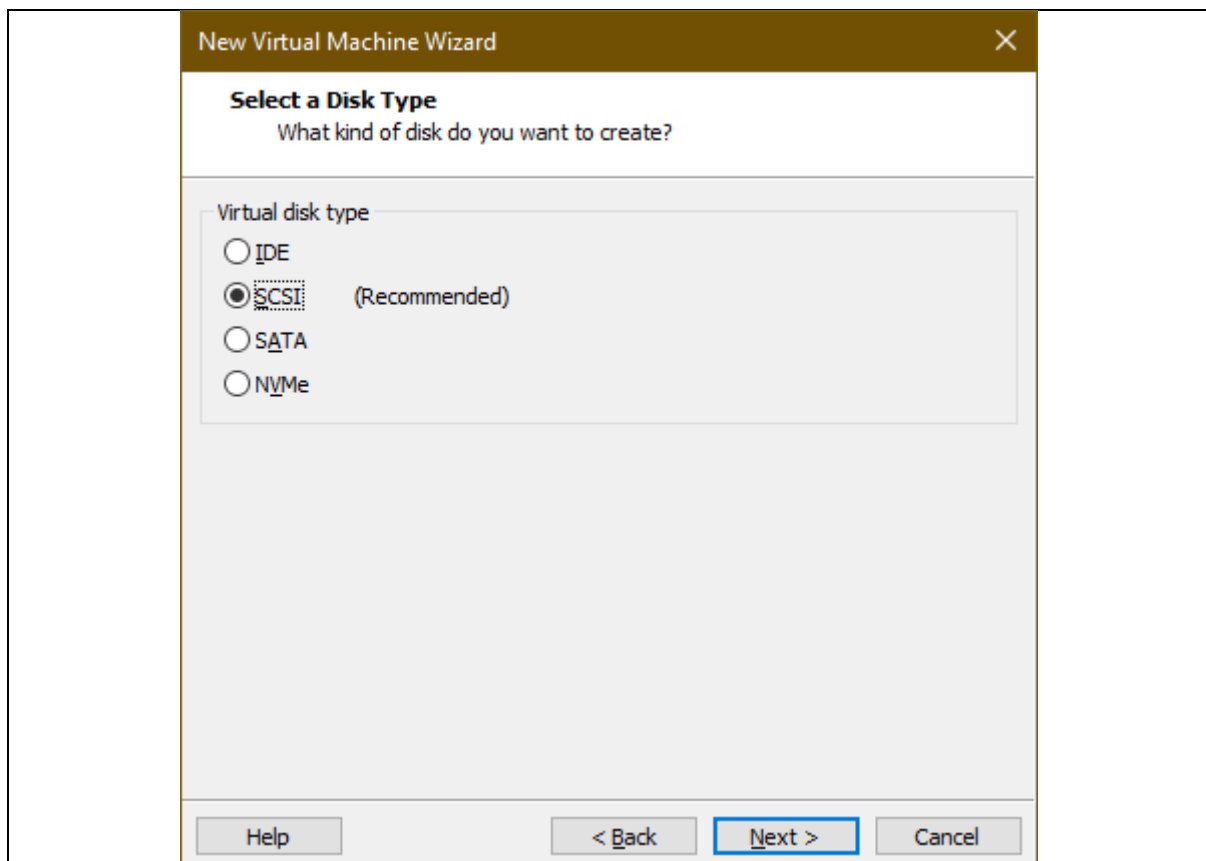 New Virtual Machine Wizard
Select a Disk Type
What kind of disk do you want to create?
Virtual disk type
IDE
SCSI (Recommended)
SATA
NVMe
Help < Back Next > Cancel